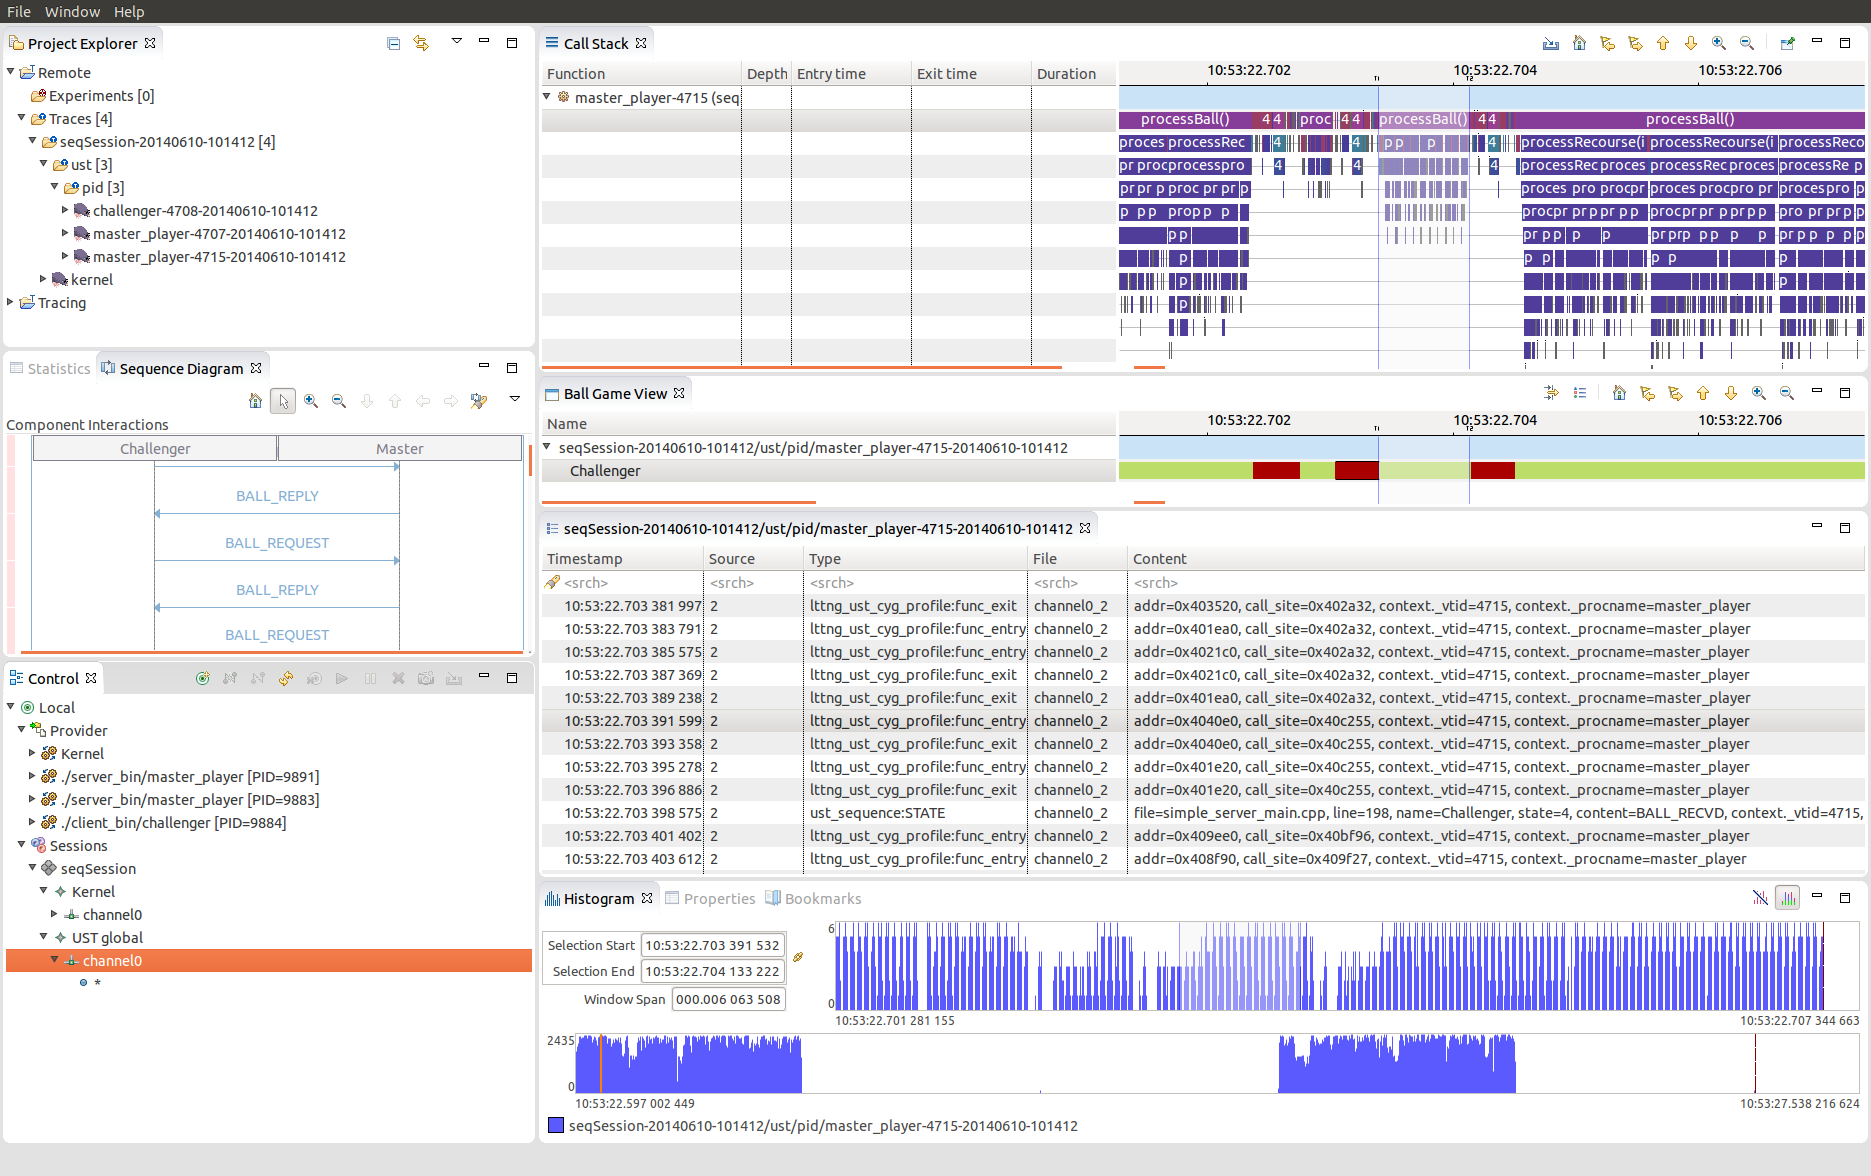 File Window Help
Project Explorer
Remote
Experiments [0]
Traces [4]
seqSession-20140610-101412 [4]
ust [3]
pid [3]
challenger-4708-20140610-101412
master_player-4707-20140610-101412
master_player-4715-20140610-101412
kernel
Tracing
Statistics Sequence Diagram
Component Interactions
Challenger Master
BALL_REPLY
BALL_REQUEST
BALL_REPLY
BALL_REQUEST
Control
Local
Provider
Kernel
./server_bin/master_player [PID=9891]
./server_bin/master_player [PID=9883]
./client_bin/challenger [PID=9884]
Sessions
seqSession
Kernel
channel0
UST global
channel0
*
Call Stack
Function Depth Entry time Exit time Duration
10:53:22.702 10:53:22.704 10:53:22.706
master_player-4715 (seq
processBall() 4 4 proc 4 4 processBall() 4 4 processBall()
proces processRec 4 4 p p p 4 processRecourse(i processRecourse(i processReco
pr procprocesspro 4 4 4 processRec proces processRec proces processRe p
pr pr p proc pr pr p proces pro procpr proces procpro pr procespro p
p p p prop p p procpr pr p pr p p procpr pr p pr p p pro pr pr pr p
p p pr p p p p pr prp p p p p pr p p p p p
p p p p p
p p
p
Ball Game View
Name
10:53:22.702 10:53:22.704 10:53:22.706
seqSession-20140610-101412/ust/pid/master_player-4715-20140610-101412
Challenger
seqSession-20140610-101412/ust/pid/master_player-4715-20140610-101412
Timestamp Source Type File Content
<srch> <srch> <srch> <srch> <srch>
10:53:22.703 381 997 2 lttng_ust_cyg_profile:func_exit channel0_2 addr=0x403520, call_site=0x402a32, context._vtid=4715, context._procname=master_player
10:53:22.703 383 791 2 lttng_ust_cyg_profile:func_entry channel0_2 addr=0x401ea0, call_site=0x402a32, context._vtid=4715, context._procname=master_player
10:53:22.703 385 575 2 lttng_ust_cyg_profile:func_entry channel0_2 addr=0x4021c0, call_site=0x402a32, context._vtid=4715, context._procname=master_player
10:53:22.703 387 369 2 lttng_ust_cyg_profile:func_exit channel0_2 addr=0x4021c0, call_site=0x402a32, context._vtid=4715, context._procname=master_player
10:53:22.703 389 238 2 lttng_ust_cyg_profile:func_exit channel0_2 addr=0x401ea0, call_site=0x402a32, context._vtid=4715, context._procname=master_player
10:53:22.703 391 599 2 lttng_ust_cyg_profile:func_entry channel0_2 addr=0x4040e0, call_site=0x40c255, context._vtid=4715, context._procname=master_player
10:53:22.703 393 358 2 lttng_ust_cyg_profile:func_exit channel0_2 addr=0x4040e0, call_site=0x40c255, context._vtid=4715, context._procname=master_player
10:53:22.703 395 278 2 lttng_ust_cyg_profile:func_entry channel0_2 addr=0x401e20, call_site=0x40c255, context._vtid=4715, context._procname=master_player
10:53:22.703 396 886 2 lttng_ust_cyg_profile:func_exit channel0_2 addr=0x401e20, call_site=0x40c255, context._vtid=4715, context._procname=master_player
10:53:22.703 398 575 2 ust_sequence:STATE channel0_2 file=simple_server_main.cpp, line=198, name=Challenger, state=4, content=BALL_RECVD, context._vtid=4715,
10:53:22.703 401 402 2 lttng_ust_cyg_profile:func_entry channel0_2 addr=0x409ee0, call_site=0x40bf96, context._vtid=4715, context._procname=master_player
10:53:22.703 403 612 2 lttng_ust_cyg_profile:func_entry channel0_2 addr=0x408f90, call_site=0x409f27, context._vtid=4715, context._procname=master_player
Histogram Properties Bookmarks
Selection Start 10:53:22.703 391 532
Selection End 10:53:22.704 133 222
Window Span 000.006 063 508
6
0
10:53:22.701 281 155 10:53:22.707 344 663
2435
0
10:53:22.597 002 449 10:53:27.538 216 624
seqSession-20140610-101412/ust/pid/master_player-4715-20140610-101412